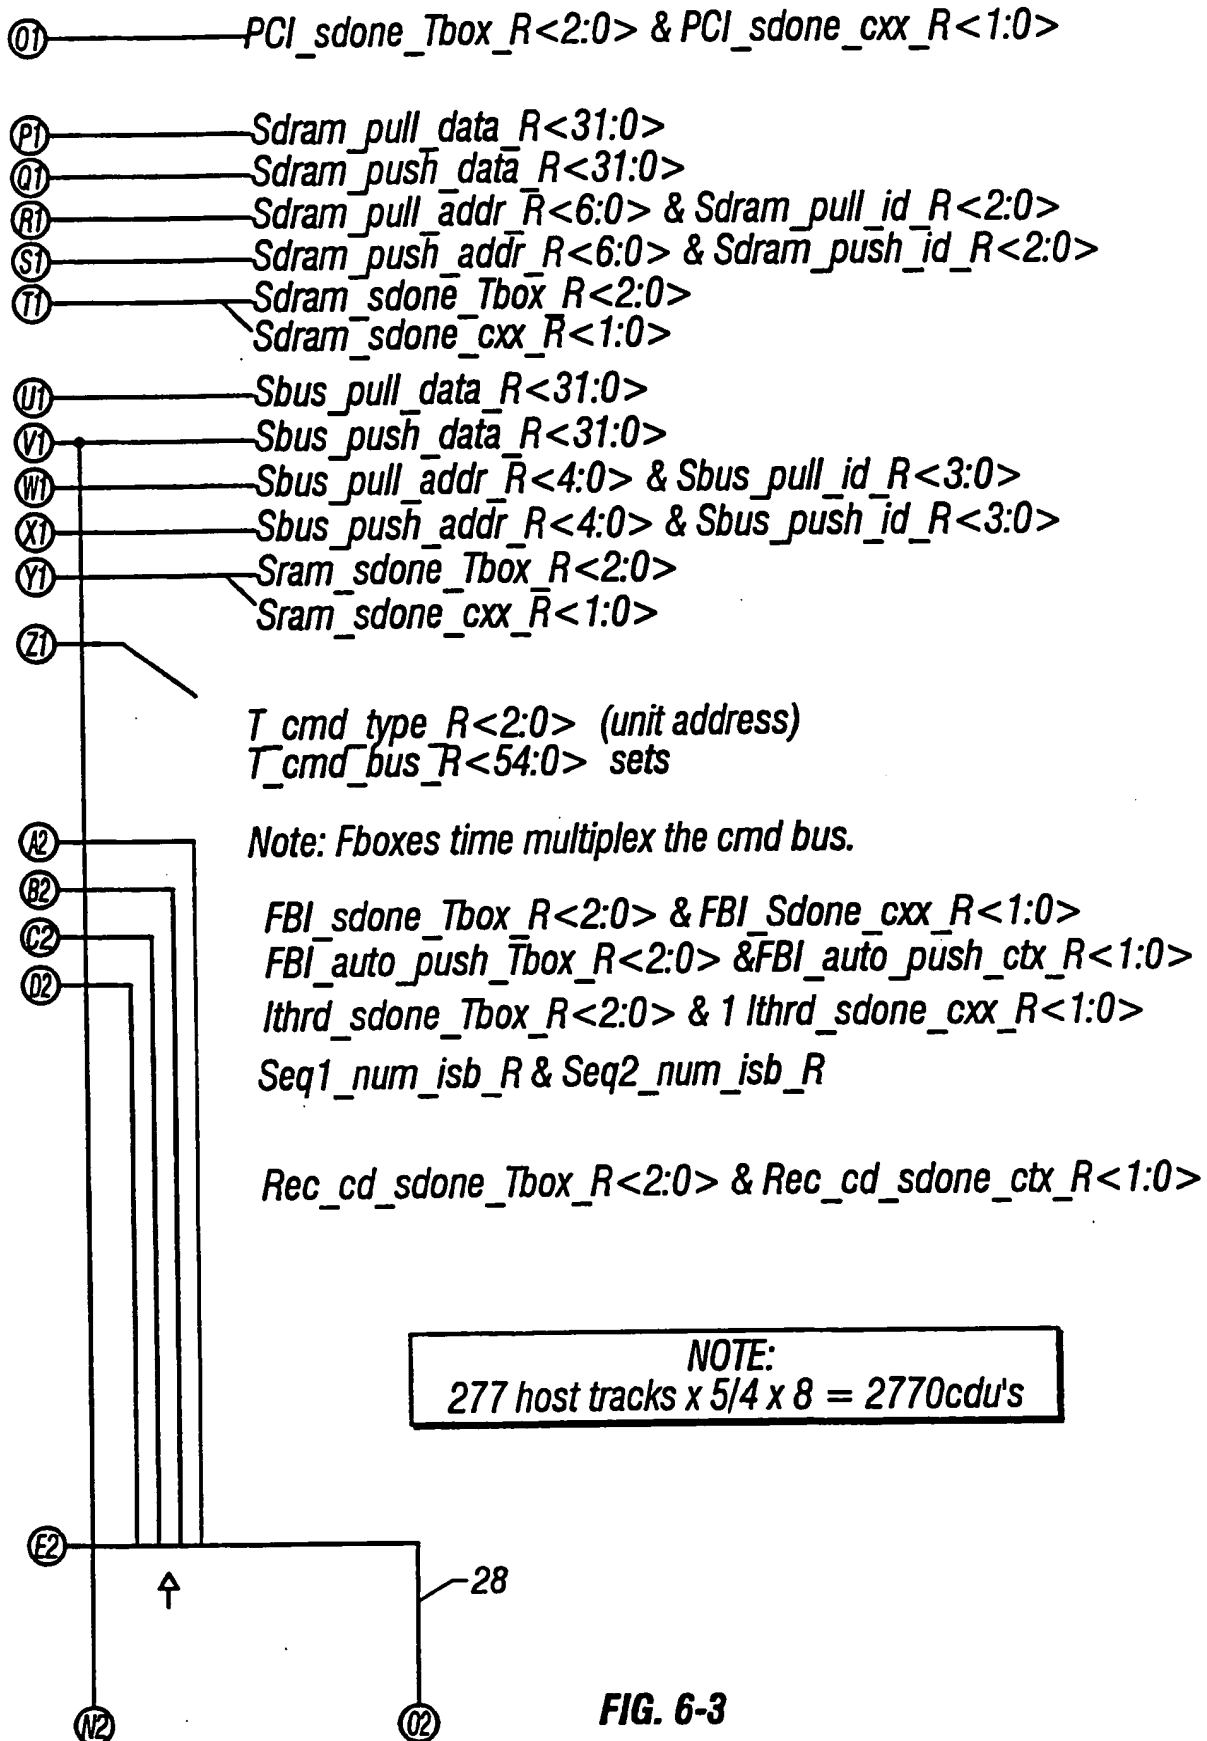 O1 PCI_sdone_Tbox_R<2:0> & PCI_sdone_cxx_R<1:0>
P1 Sdram_pull_data_R<31:0>
Q1 Sdram_push_data_R<31:0>
R1 Sdram_pull_addr_R<6:0> & Sdram_pull_id_R<2:0>
S1 Sdram_push_addr_R<6:0> & Sdram_push_id_R<2:0>
T1 Sdram_sdone_Tbox_R<2:0>
Sdram_sdone_cxx_R<1:0>
U1 Sbus_pull_data_R<31:0>
V1 Sbus_push_data_R<31:0>
W1 Sbus_pull_addr_R<4:0> & Sbus_pull_id_R<3:0>
X1 Sbus_push_addr_R<4:0> & Sbus_push_id_R<3:0>
Y1 Sram_sdone_Tbox_R<2:0>
Sram_sdone_cxx_R<1:0>
Z1
T_cmd_type_R<2:0> (unit address)
T_cmd_bus_R<54:0> sets
A2 Note: Fboxes time multiplex the cmd bus.
B2
FBI_sdone_Tbox_R<2:0> & FBI_Sdone_cxx_R<1:0>
C2
FBI_auto_push_Tbox_R<2:0> &FBI_auto_push_ctx_R<1:0>
D2
Ithrd_sdone_Tbox_R<2:0> & 1 Ithrd_sdone_cxx_R<1:0>
Seq1_num_isb_R & Seq2_num_isb_R
Rec_cd_sdone_Tbox_R<2:0> & Rec_cd_sdone_ctx_R<1:0>
NOTE:
277 host tracks x 5/4 x 8 = 2770cdu's
E2
28
N2
O2
FIG. 6-3